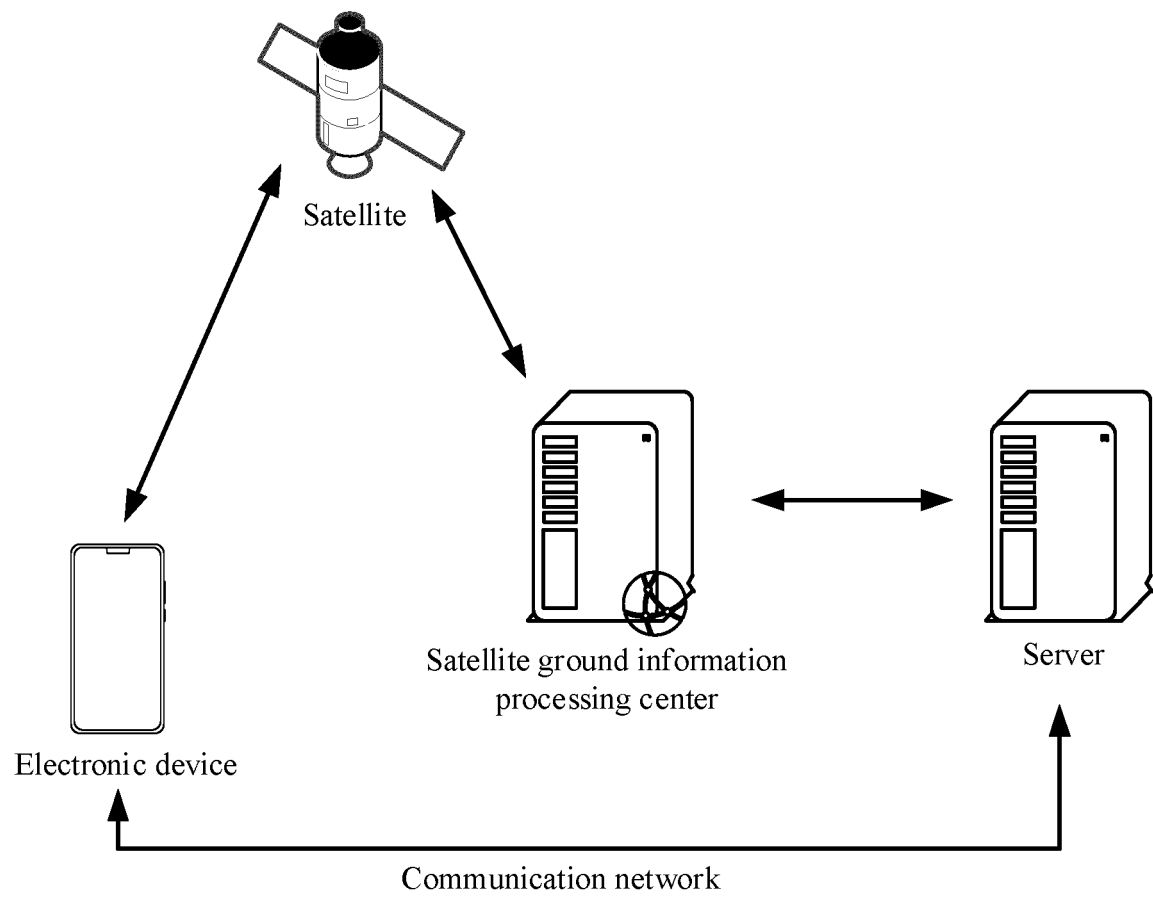 Satellite
Satellite ground information
processing center
Server
Electronic device
Communication network